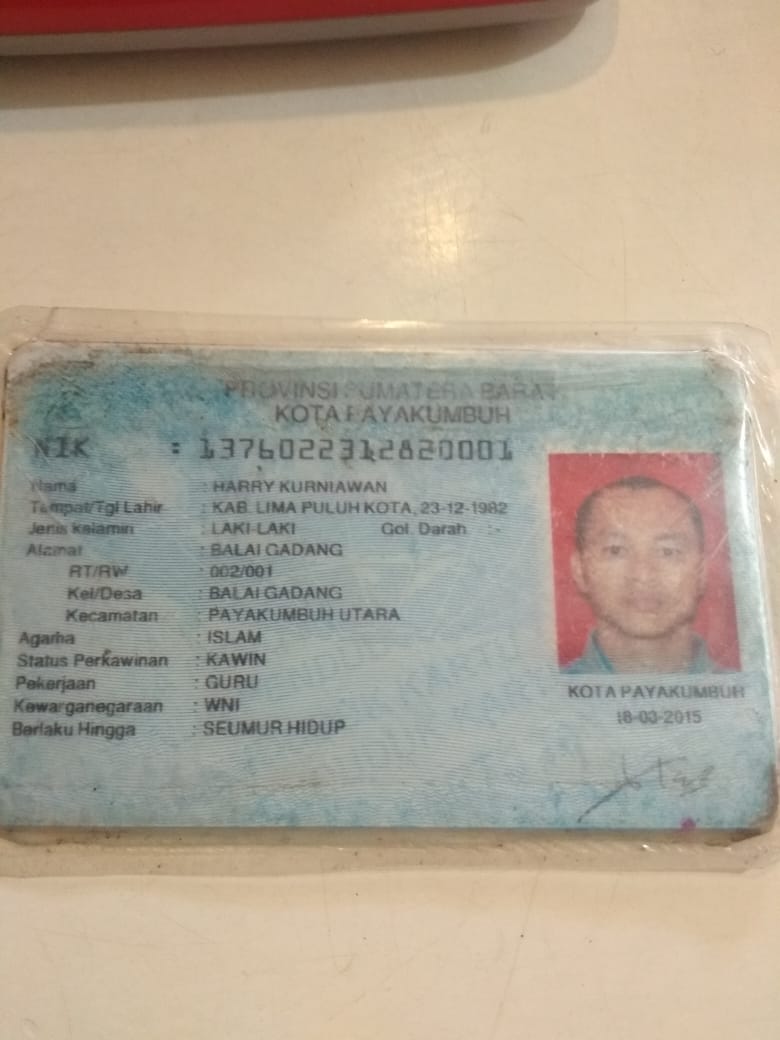 PROVINSI SUMATERA BARAT
KOTA PAYAKUMBUH
NIK : 1376022312820001
Nama : HARRY KURNIAWAN
Tempat/Tgl Lahir : KAB. LIMA PULUH KOTA, 23-12-1982
Jenis kelamin : LAKI-LAKI Gol. Darah : -
Alamat : BALAI GADANG
RT/RW : 002/001
Kel/Desa : BALAI GADANG
Kecamatan : PAYAKUMBUH UTARA
Agama : ISLAM
Status Perkawinan : KAWIN
Pekerjaan : GURU
Kewarganegaraan : WNI
Berlaku Hingga : SEUMUR HIDUP
KOTA PAYAKUMBUH
18-03-2015